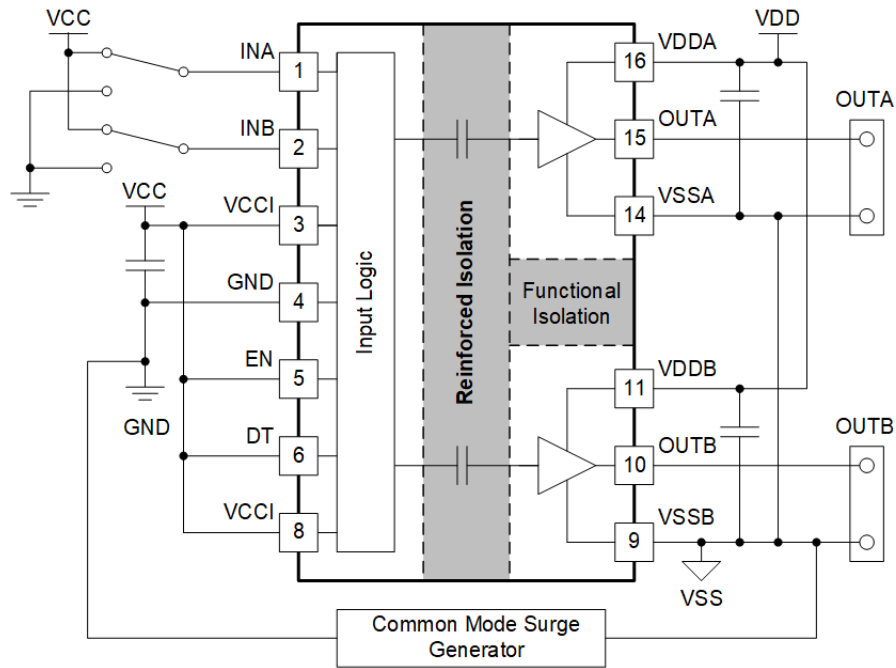 VCC
VDD
INA
1
16
VDDA
OUTA
INB
2
15
OUTA
VCC
VCCI
3
14
VSSA
GND
4
Input Logic
Reinforced Isolation
Functional
Isolation
EN
5
11
VDDB
GND
OUTB
DT
6
10
OUTB
VCCI
8
9
VSSB
VSS
Common Mode Surge
Generator